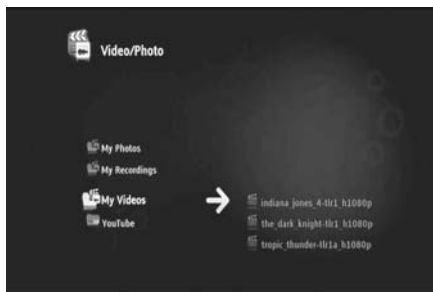 Video/Photo
My Photos
My Recordings
My Videos
YouTube
indiana_jones_4-tlr1_h1080p
the_dark_knight-tlr1_h1080p
tropic_thunder-tlr1a_h1080p